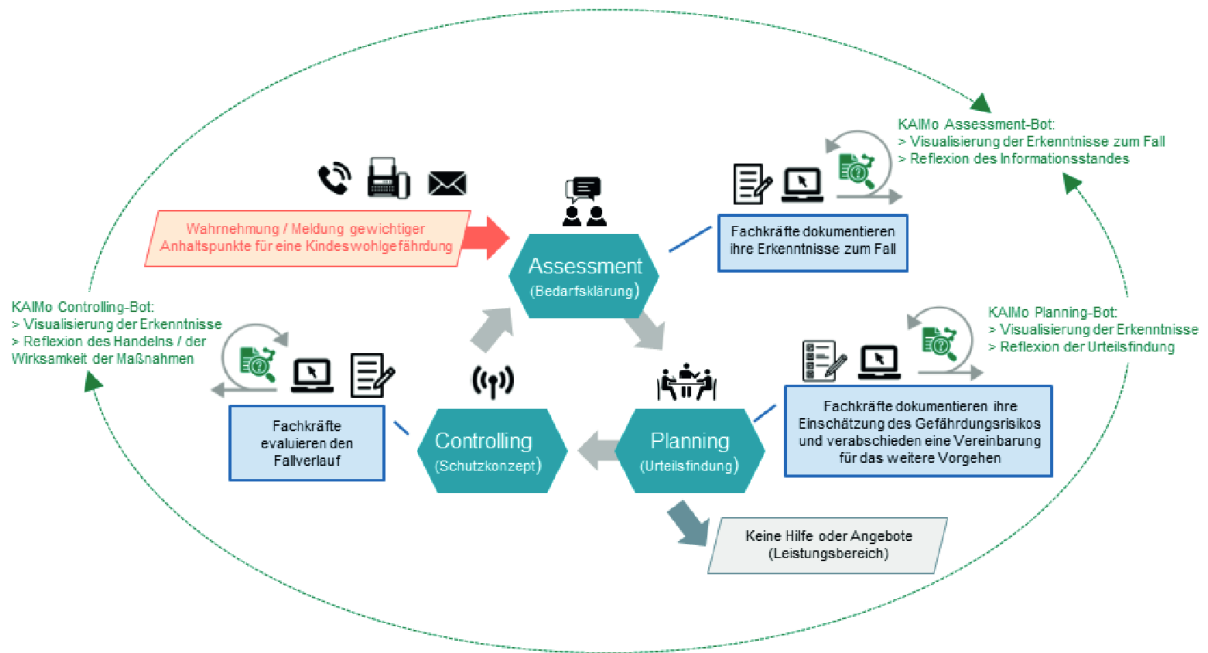 KAIMo Assessment-Bot:
> Visualisierung der Erkenntnisse zum Fall
> Reflexion des Informationsstandes
Wahrnehmung / Meldung gewichtiger
Anhaltspunkte für eine Kindeswohlgefährdung
Fachkräfte dokumentieren
ihre Erkenntnisse zum Fall
Assessment
(Bedarfsklärung)
KAIMo Controlling-Bot:
> Visualisierung der Erkenntnisse
> Reflexion des Handelns / der
Wirksamkeit der Maßnahmen
KAIMo Planning-Bot:
> Visualisierung der Erkenntnisse
> Reflexion der Urteilsfindung
Fachkräfte
evaluieren den
Fallverlauf
Controlling
(Schutzkonzept)
Planning
(Urteilsfindung)
Fachkräfte dokumentieren ihre
Einschätzung des Gefährdungsrisikos
und verabschieden eine Vereinbarung
für das weitere Vorgehen
Keine Hilfe oder Angebote
(Leistungsbereich)